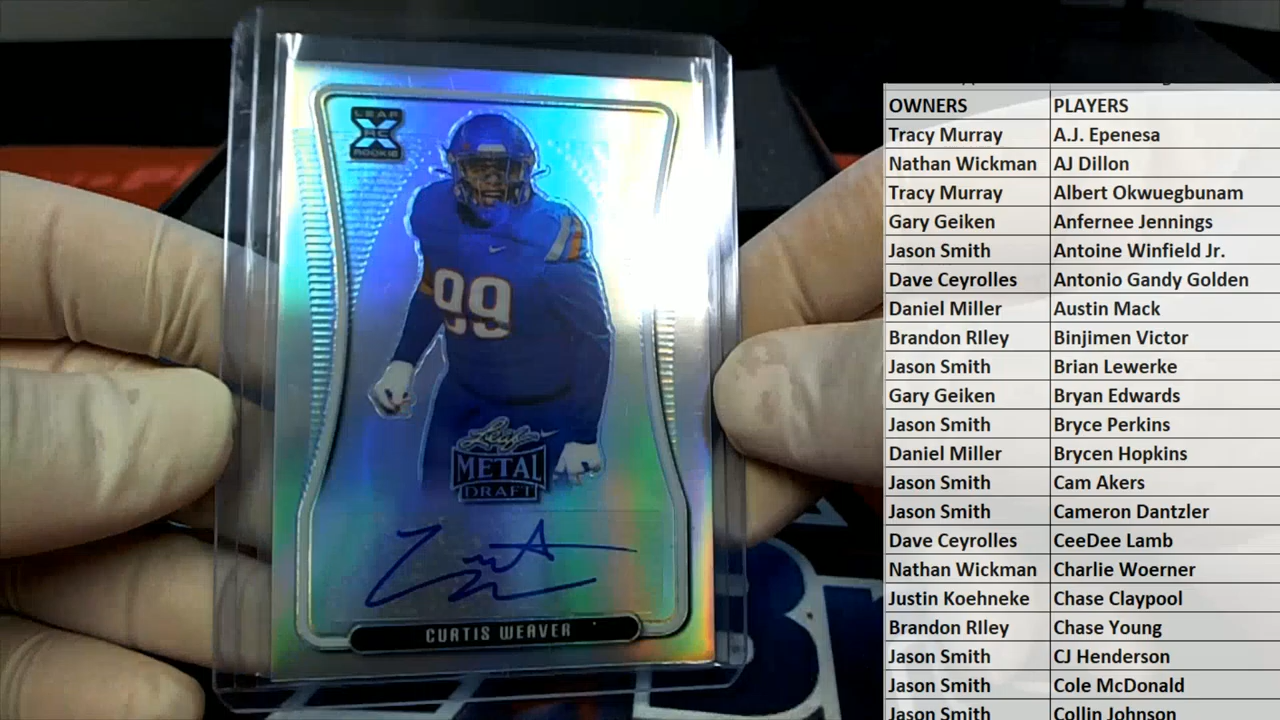 LEAF
X
RC
ROOKIE
99
Leaf
METAL
DRAFT
CURTIS WEAVER
OWNERS PLAYERS
Tracy Murray A.J. Epenesa
Nathan Wickman AJ Dillon
Tracy Murray Albert Okwuegbunam
Gary Geiken Anfernee Jennings
Jason Smith Antoine Winfield Jr.
Dave Ceyrolles Antonio Gandy Golden
Daniel Miller Austin Mack
Brandon RIley Binjimen Victor
Jason Smith Brian Lewerke
Gary Geiken Bryan Edwards
Jason Smith Bryce Perkins
Daniel Miller Brycen Hopkins
Jason Smith Cam Akers
Jason Smith Cameron Dantzler
Dave Ceyrolles CeeDee Lamb
Nathan Wickman Charlie Woerner
Justin Koehneke Chase Claypool
Brandon RIley Chase Young
Jason Smith CJ Henderson
Jason Smith Cole McDonald
Jason Smith Collin Johnson